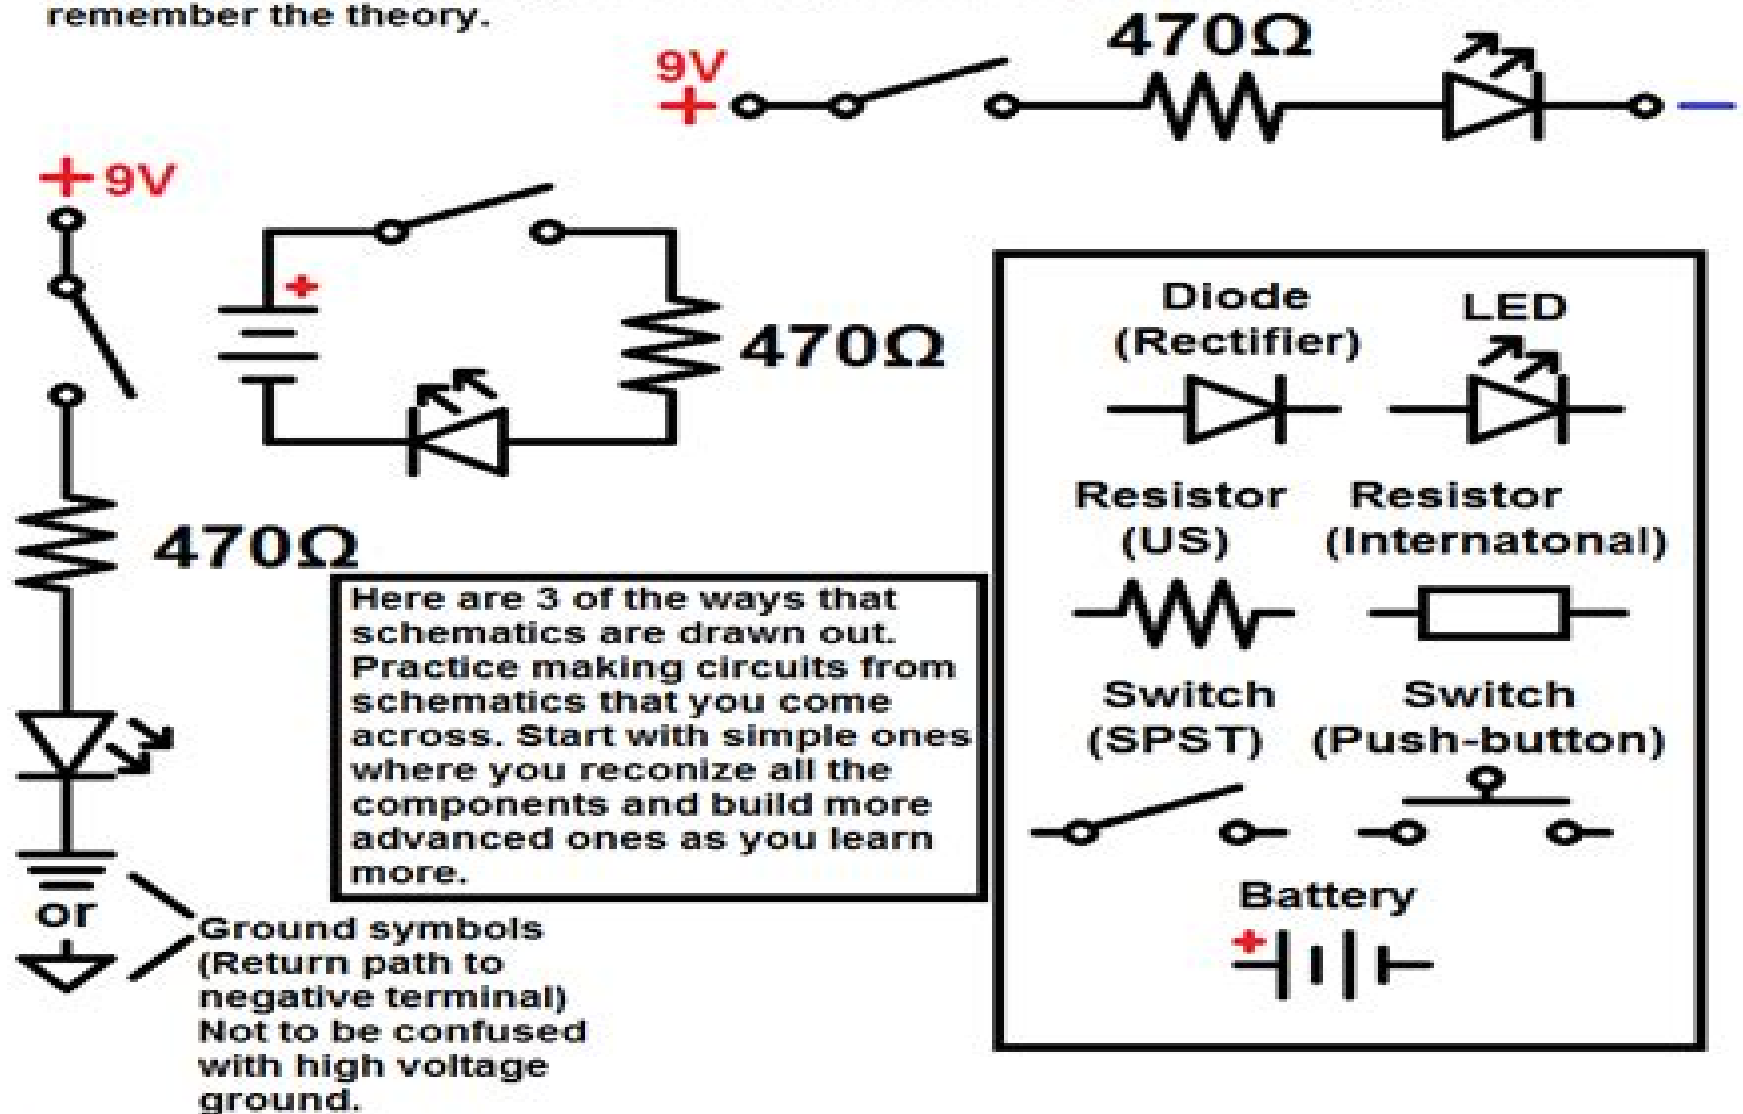 remember the theory.
470Ω
9V
+
+9V
+
470Ω
470Ω
Here are 3 of the ways that
schematics are drawn out.
Practice making circuits from
schematics that you come
across. Start with simple ones
where you reconize all the
components and build more
advanced ones as you learn
more.
or
Ground symbols
(Return path to
negative terminal)
Not to be confused
with high voltage
ground.
Diode
(Rectifier)
LED
Resistor
(US)
Resistor
(Internatonal)
Switch
(SPST)
Switch
(Push-button)
Battery
+